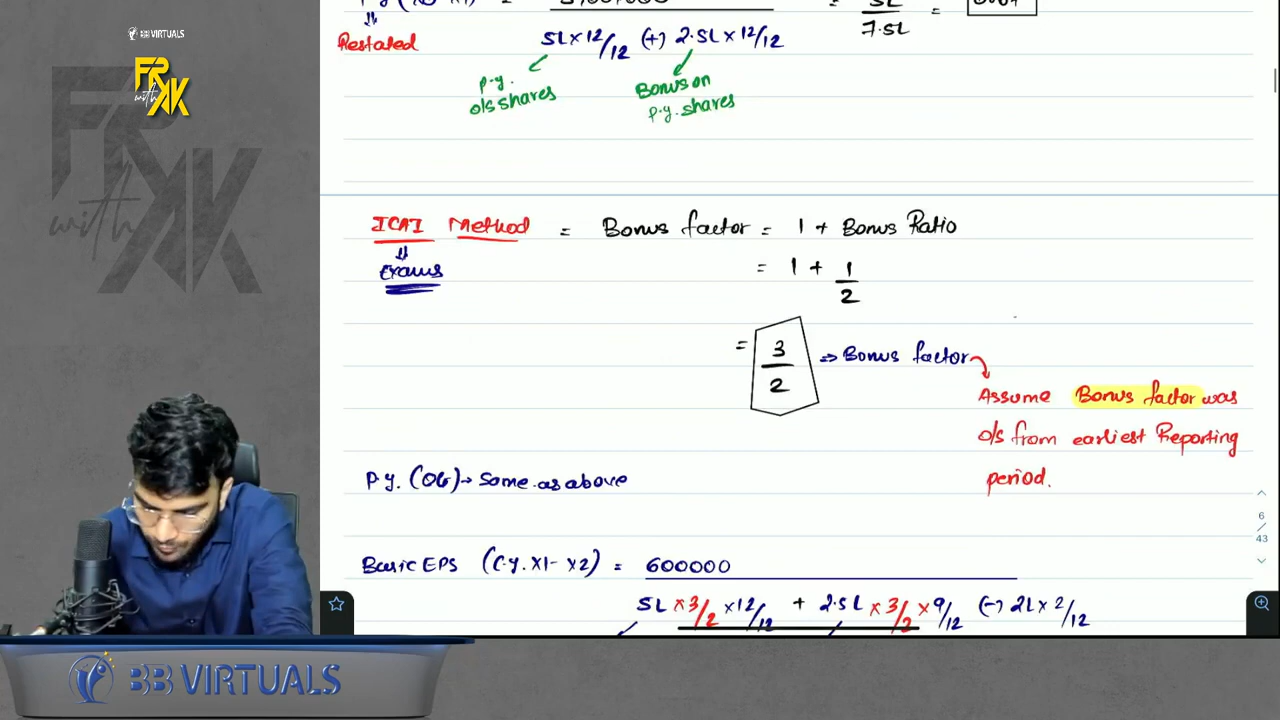 BB VIRTUALS
FR
with
KK
Restated
5L × 12/12 (+) 2.5L × 12/12
7.5L
p.y.
o/s shares
Bonus on
p.y. shares
ICAI Method = Bonus factor = 1 + Bonus Ratio
Exams
= 1 + 1/2
= 3/2 ⇒ Bonus factor
Assume Bonus factor was
o/s from earliest Reporting
period.
P.y. (OG) → Same as above
Basic EPS (C.y. X1 - X2) = 600000
5L × 3/2 × 12/12 + 2.5L × 3/2 × 9/12 (-) 2L × 2/12
6
/
43
BB VIRTUALS